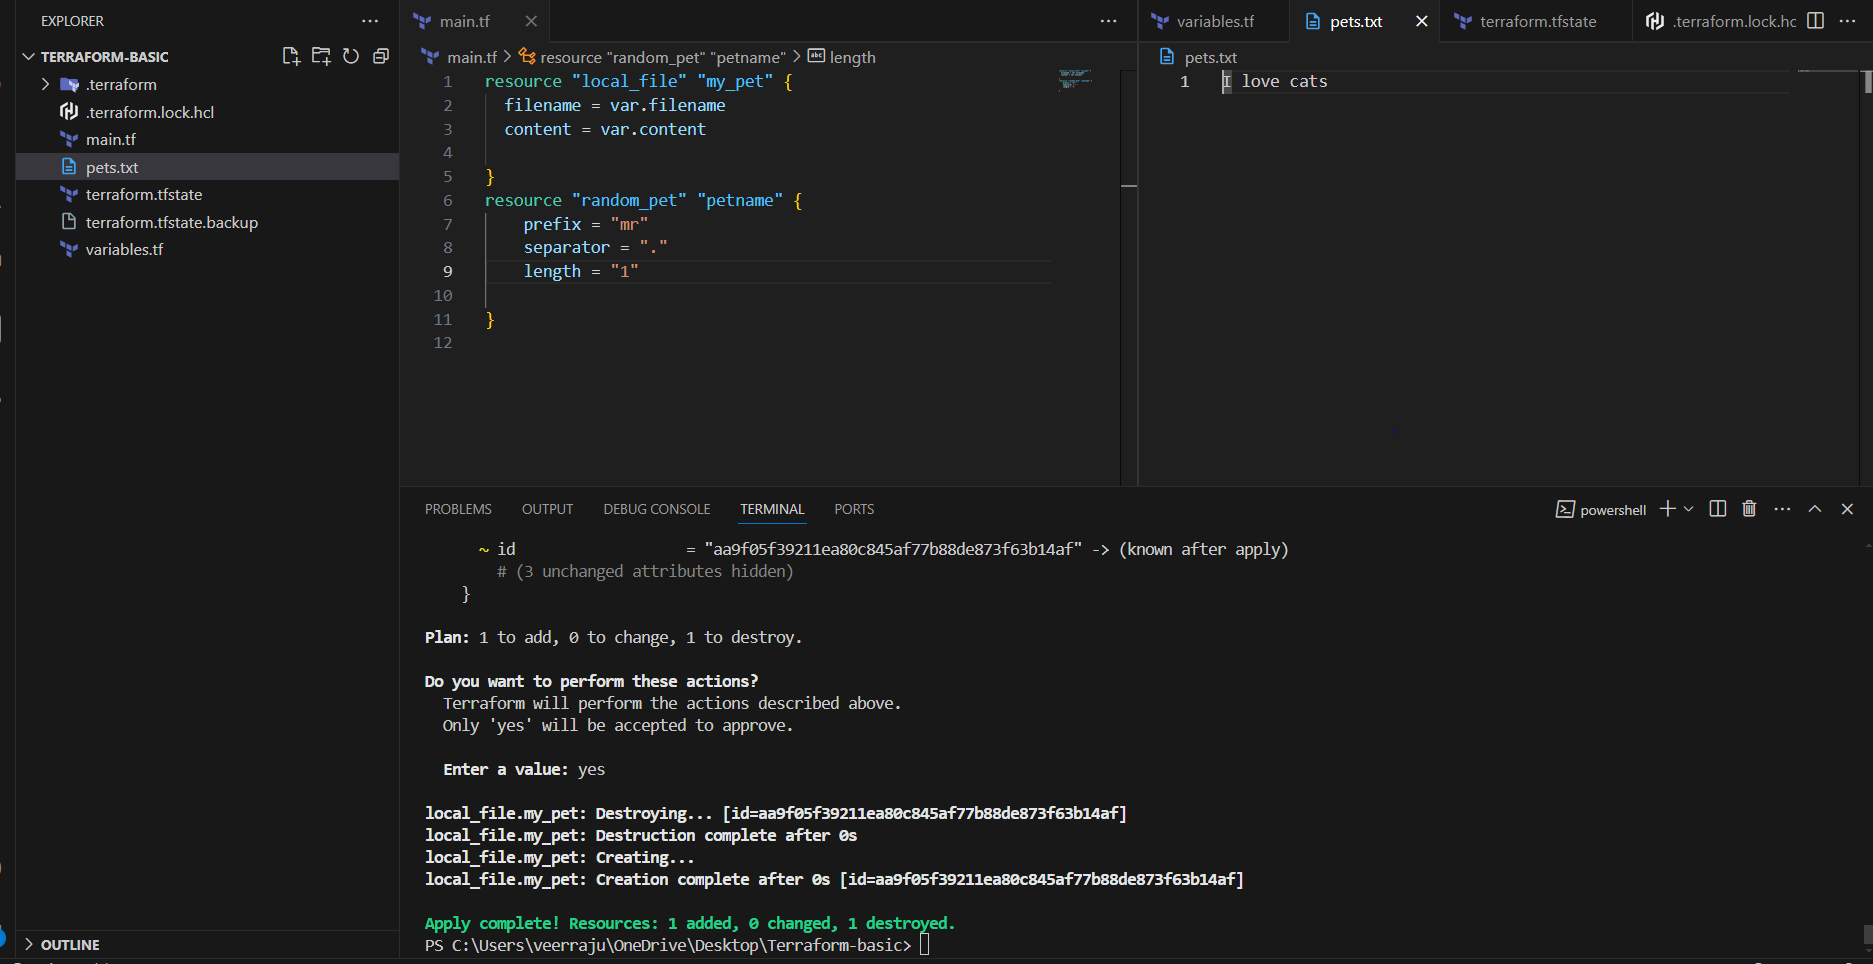 EXPLORER
TERRAFORM-BASIC
.terraform
.terraform.lock.hcl
main.tf
pets.txt
terraform.tfstate
terraform.tfstate.backup
variables.tf
OUTLINE
main.tf
main.tf > resource "random_pet" "petname" > abc length
1 resource "local_file" "my_pet" {
2 filename = var.filename
3 content = var.content
4
5 }
6 resource "random_pet" "petname" {
7 prefix = "mr"
8 separator = "."
9 length = "1"
10
11 }
12
variables.tf
pets.txt
terraform.tfstate
.terraform.lock.hc
pets.txt
1 I love cats
PROBLEMS OUTPUT DEBUG CONSOLE TERMINAL PORTS
powershell
~ id = "aa9f05f39211ea80c845af77b88de873f63b14af" -> (known after apply)
# (3 unchanged attributes hidden)
}
Plan: 1 to add, 0 to change, 1 to destroy.
Do you want to perform these actions?
Terraform will perform the actions described above.
Only 'yes' will be accepted to approve.
Enter a value: yes
local_file.my_pet: Destroying... [id=aa9f05f39211ea80c845af77b88de873f63b14af]
local_file.my_pet: Destruction complete after 0s
local_file.my_pet: Creating...
local_file.my_pet: Creation complete after 0s [id=aa9f05f39211ea80c845af77b88de873f63b14af]
Apply complete! Resources: 1 added, 0 changed, 1 destroyed.
PS C:\Users\veerraju\OneDrive\Desktop\Terraform-basic>